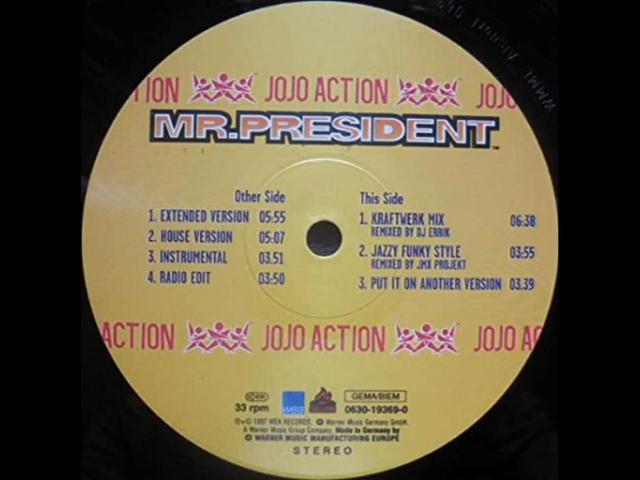 TION JOJO ACTION JOJO
MR.PRESIDENT™
Other Side
1. EXTENDED VERSION 05:55
2. HOUSE VERSION 05:07
3. INSTRUMENTAL 03.51
4. RADIO EDIT 03-50
This Side
1. KRAFTWERK MIX 06:38
REMIXED BY DJ ERRIK
2. JAZZY FUNKY STYLE 03:55
REMIXED BY JMX PROJEKT
3. PUT IT ON ANOTHER VERSION 03.39
ACTION JOJO ACTION JOJO ACTION
33 rpm
wea
GEMA/BIEM
0630-19369-0
℗+© 1997 WEA RECORDS. © Warner Music Germany GmbH.
A Warner Music Group Company. Made in Germany by
© WARNER MUSIC MANUFACTURING EUROPE
STEREO